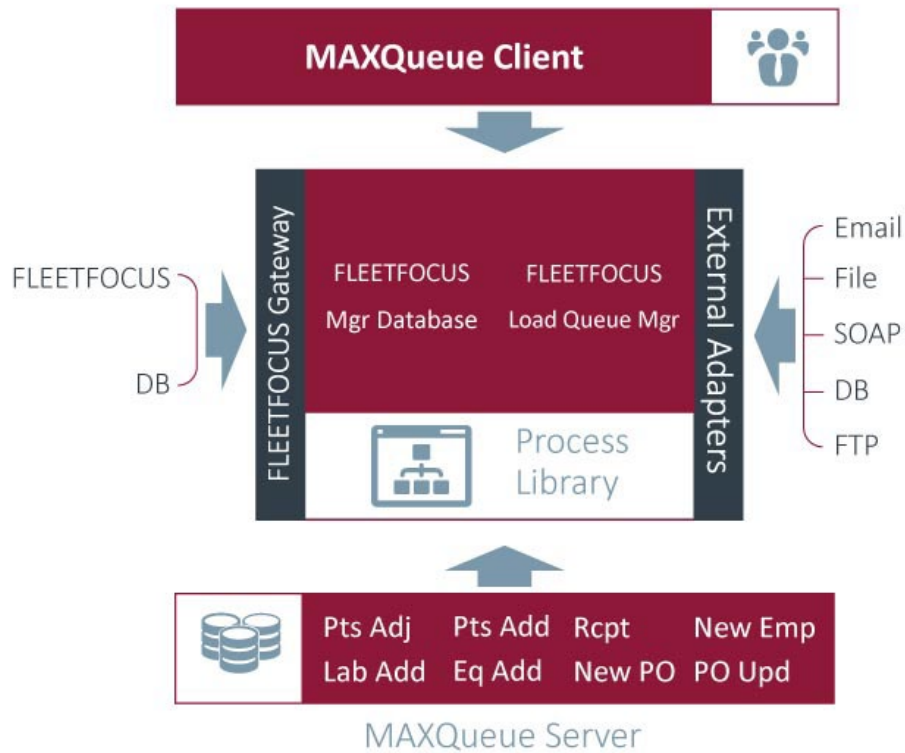 MAXQueue Client
FLEETFOCUS
DB
FLEETFOCUS Gateway
FLEETFOCUS
Mgr Database
FLEETFOCUS
Load Queue Mgr
Process
Library
External Adapters
Email
File
SOAP
DB
FTP
Pts Adj Pts Add Rcpt New Emp
Lab Add Eq Add New PO PO Upd
MAXQueue Server